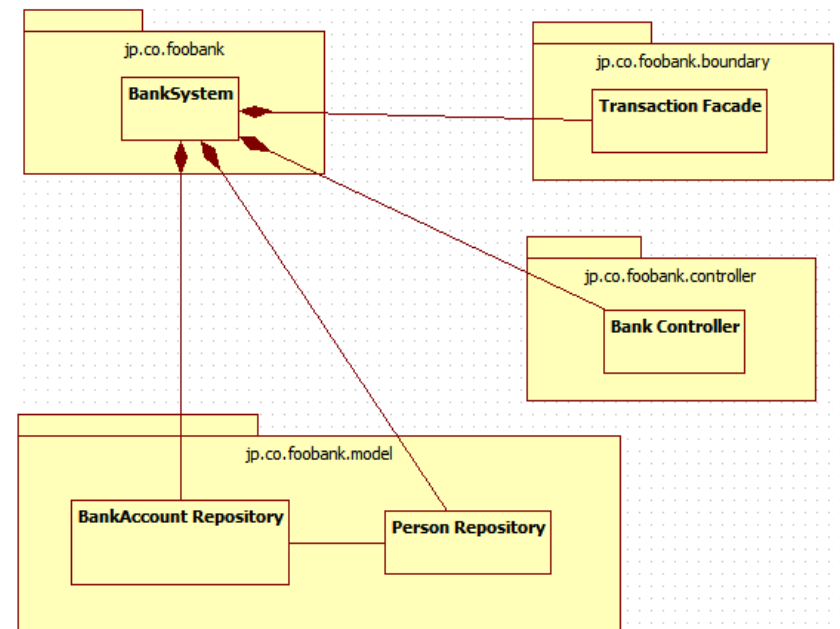 jp.co.foobank
BankSystem
jp.co.foobank.boundary
Transaction Facade
jp.co.foobank.controller
Bank Controller
jp.co.foobank.model
BankAccount Repository
Person Repository